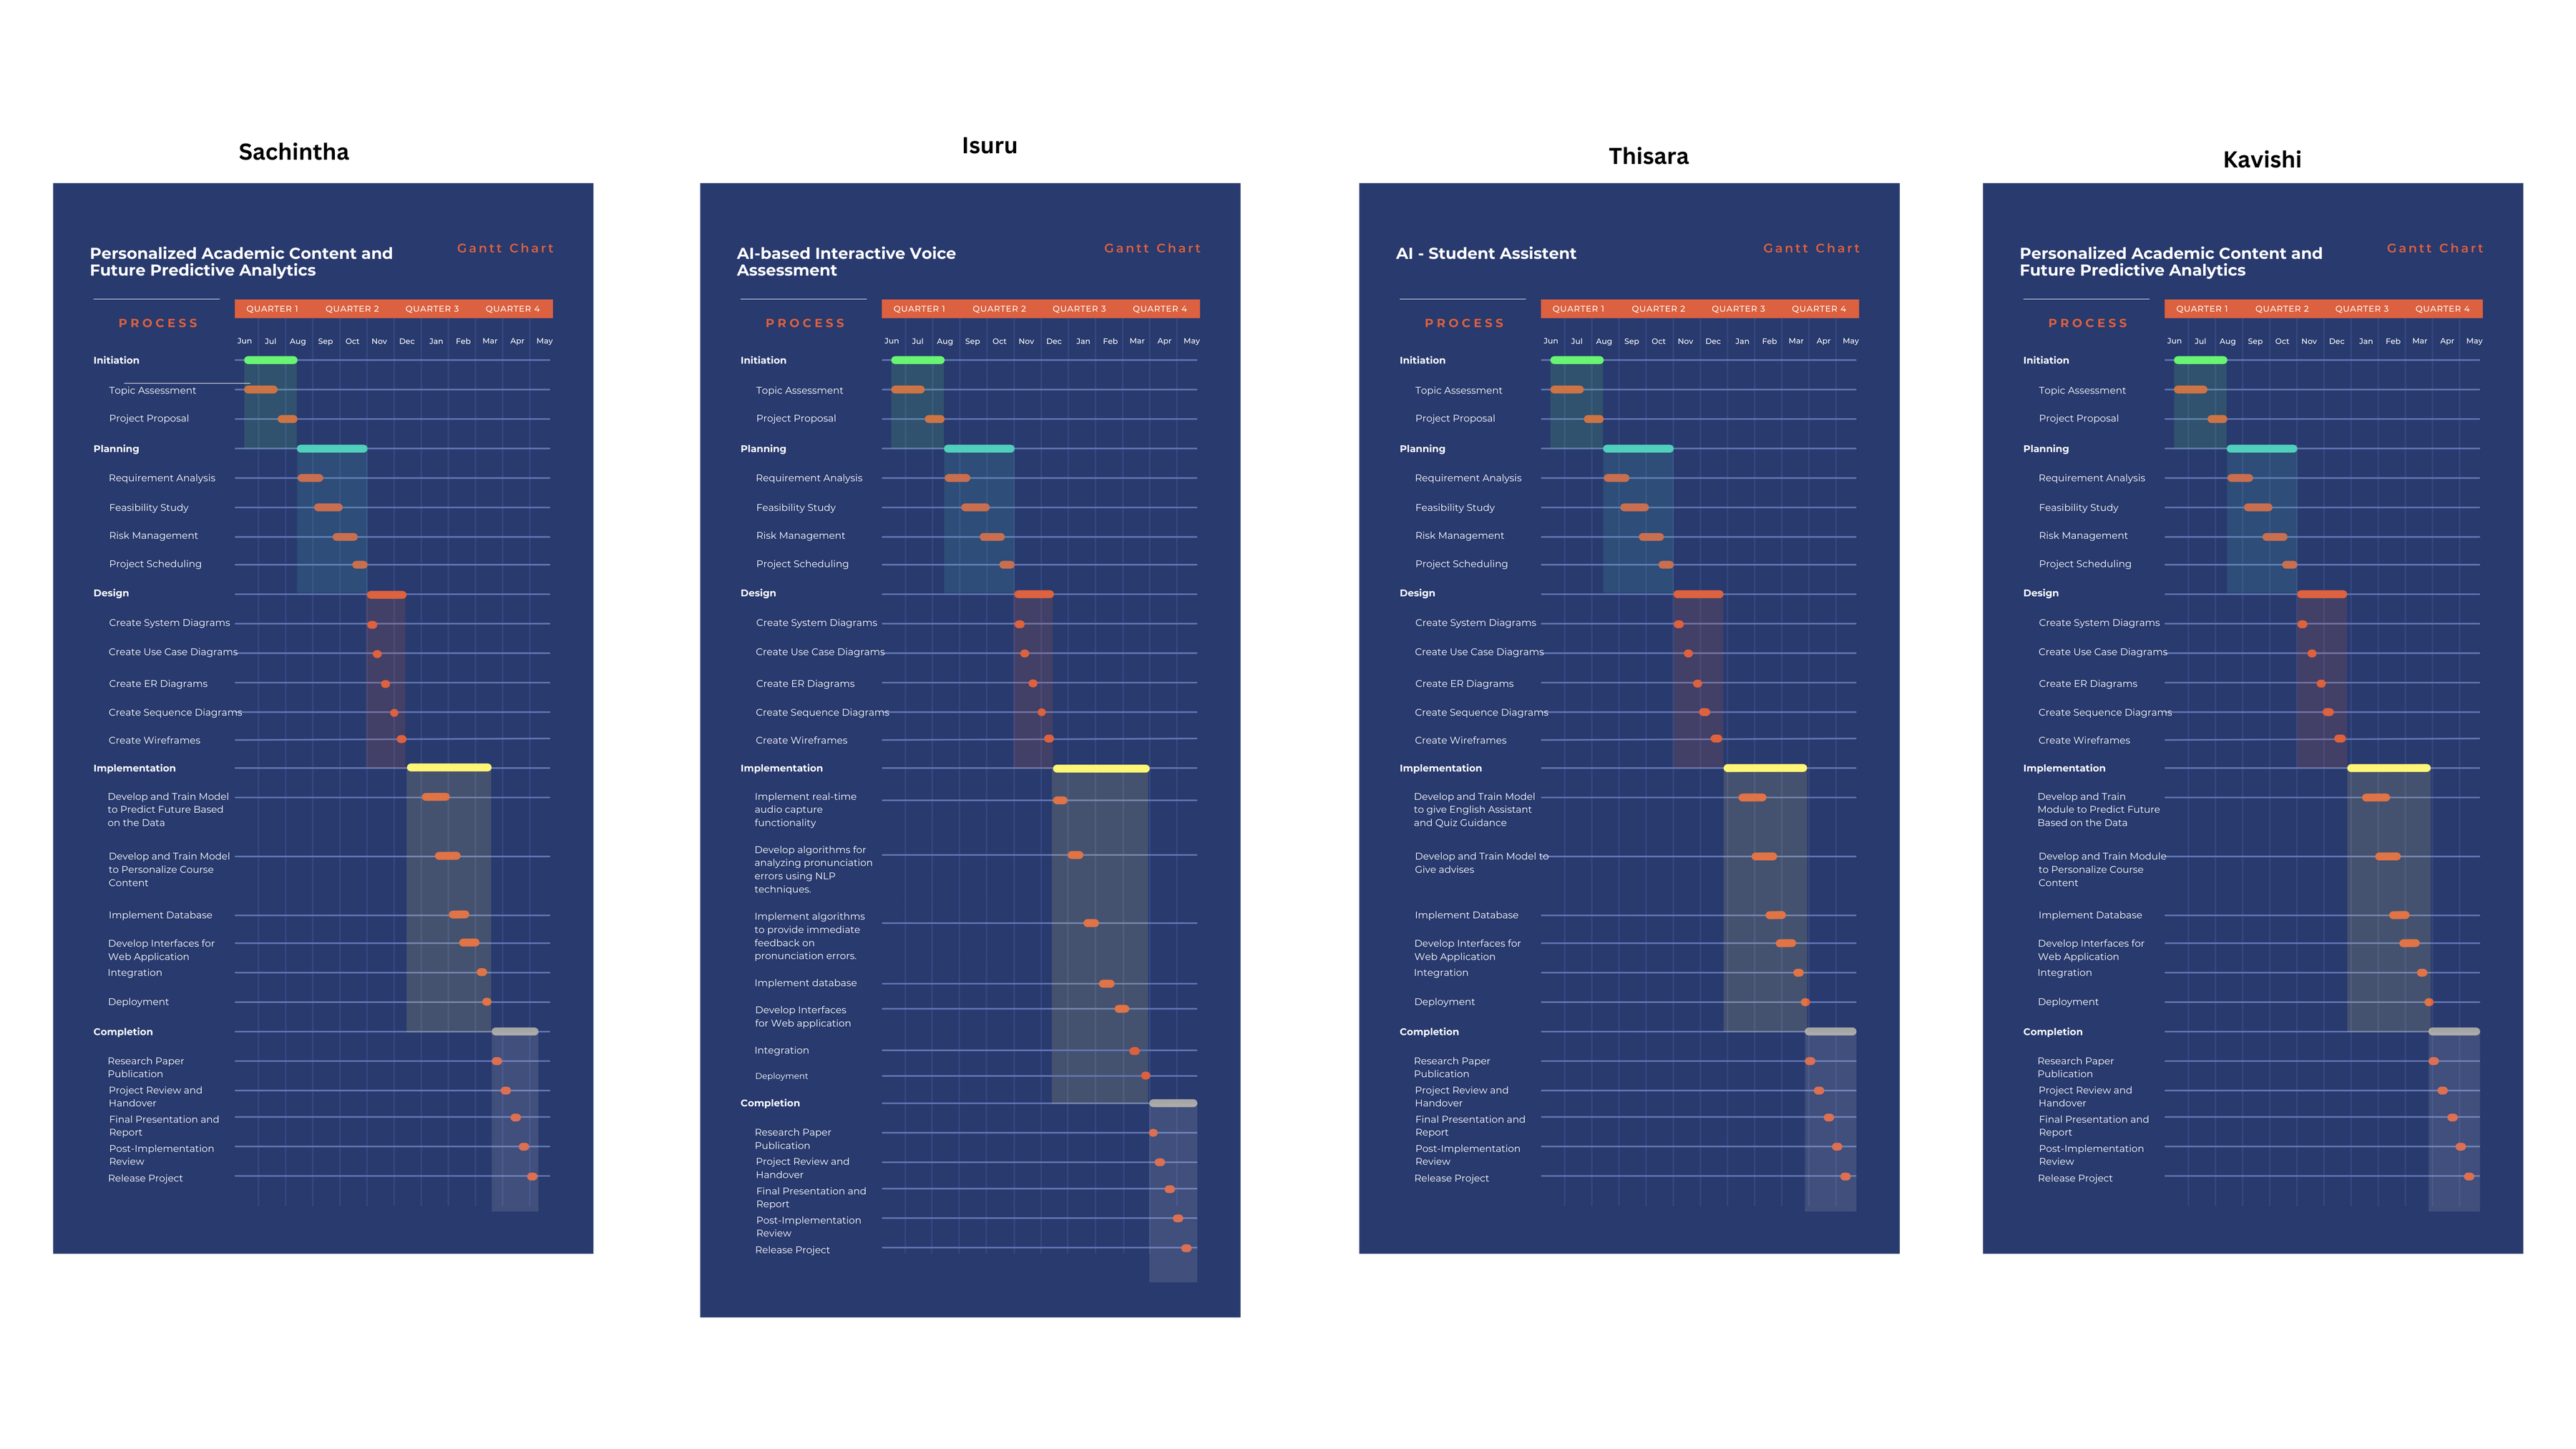 Sachintha
Personalized Academic Content and
Future Predictive Analytics
Gantt Chart
PROCESS
QUARTER 1 QUARTER 2 QUARTER 3 QUARTER 4
Jun Jul Aug Sep Oct Nov Dec Jan Feb Mar Apr May
Initiation
Topic Assessment
Project Proposal
Planning
Requirement Analysis
Feasibility Study
Risk Management
Project Scheduling
Design
Create System Diagrams
Create Use Case Diagrams
Create ER Diagrams
Create Sequence Diagrams
Create Wireframes
Implementation
Develop and Train Model
to Predict Future Based
on the Data
Develop and Train Model
to Personalize Course
Content
Implement Database
Develop Interfaces for
Web Application
Integration
Deployment
Completion
Research Paper
Publication
Project Review and
Handover
Final Presentation and
Report
Post-Implementation
Review
Release Project
Isuru
AI-based Interactive Voice
Assessment
Gantt Chart
PROCESS
QUARTER 1 QUARTER 2 QUARTER 3 QUARTER 4
Jun Jul Aug Sep Oct Nov Dec Jan Feb Mar Apr May
Initiation
Topic Assessment
Project Proposal
Planning
Requirement Analysis
Feasibility Study
Risk Management
Project Scheduling
Design
Create System Diagrams
Create Use Case Diagrams
Create ER Diagrams
Create Sequence Diagrams
Create Wireframes
Implementation
Implement real-time
audio capture
functionality
Develop algorithms for
analyzing pronunciation
errors using NLP
techniques.
Implement algorithms
to provide immediate
feedback on
pronunciation errors.
Implement database
Develop Interfaces
for Web application
Integration
Deployment
Completion
Research Paper
Publication
Project Review and
Handover
Final Presentation and
Report
Post-Implementation
Review
Release Project
Thisara
AI - Student Assistent
Gantt Chart
PROCESS
QUARTER 1 QUARTER 2 QUARTER 3 QUARTER 4
Jun Jul Aug Sep Oct Nov Dec Jan Feb Mar Apr May
Initiation
Topic Assessment
Project Proposal
Planning
Requirement Analysis
Feasibility Study
Risk Management
Project Scheduling
Design
Create System Diagrams
Create Use Case Diagrams
Create ER Diagrams
Create Sequence Diagrams
Create Wireframes
Implementation
Develop and Train Model
to give English Assistant
and Quiz Guidance
Develop and Train Model to
Give advises
Implement Database
Develop Interfaces for
Web Application
Integration
Deployment
Completion
Research Paper
Publication
Project Review and
Handover
Final Presentation and
Report
Post-Implementation
Review
Release Project
Kavishi
Personalized Academic Content and
Future Predictive Analytics
Gantt Chart
PROCESS
QUARTER 1 QUARTER 2 QUARTER 3 QUARTER 4
Jun Jul Aug Sep Oct Nov Dec Jan Feb Mar Apr May
Initiation
Topic Assessment
Project Proposal
Planning
Requirement Analysis
Feasibility Study
Risk Management
Project Scheduling
Design
Create System Diagrams
Create Use Case Diagrams
Create ER Diagrams
Create Sequence Diagrams
Create Wireframes
Implementation
Develop and Train
Module to Predict Future
Based on the Data
Develop and Train Module
to Personalize Course
Content
Implement Database
Develop Interfaces for
Web Application
Integration
Deployment
Completion
Research Paper
Publication
Project Review and
Handover
Final Presentation and
Report
Post-Implementation
Review
Release Project